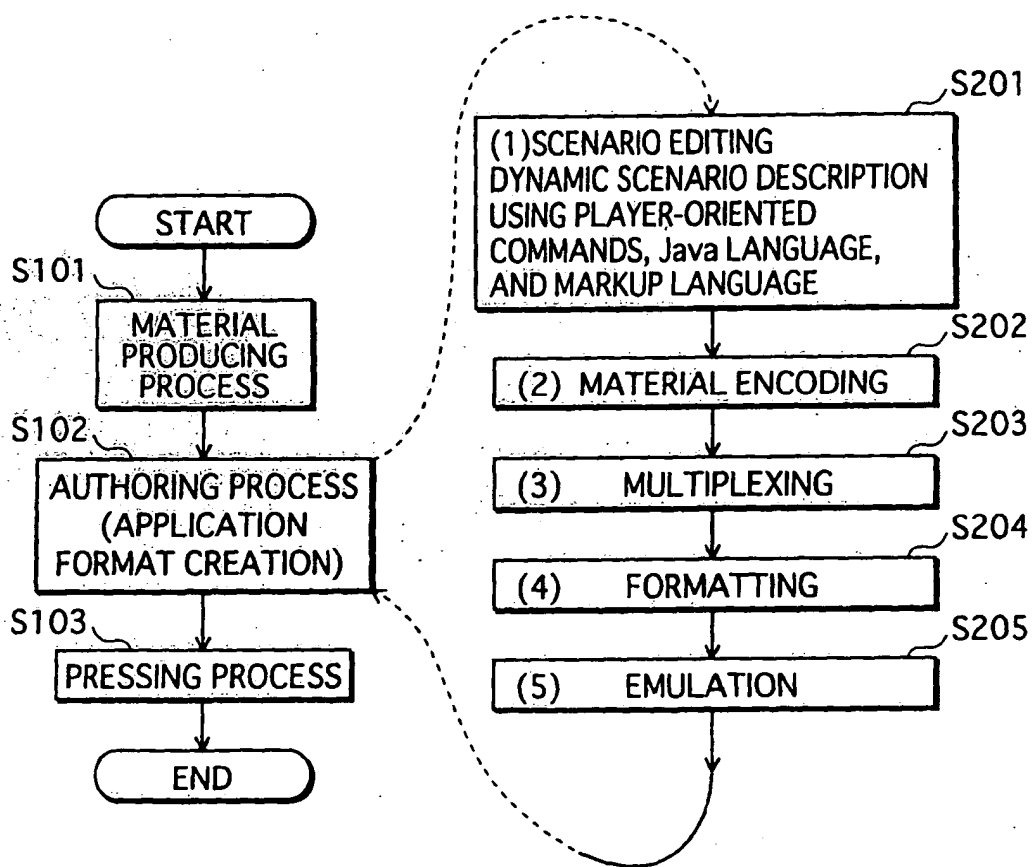 START
S101
MATERIAL
PRODUCING
PROCESS
S102
AUTHORING PROCESS
(APPLICATION
FORMAT CREATION)
S103
PRESSING PROCESS
END
S201
(1)SCENARIO EDITING
DYNAMIC SCENARIO DESCRIPTION
USING PLAYER-ORIENTED
COMMANDS, Java LANGUAGE,
AND MARKUP LANGUAGE
S202
(2) MATERIAL ENCODING
S203
(3) MULTIPLEXING
S204
(4) FORMATTING
S205
(5) EMULATION